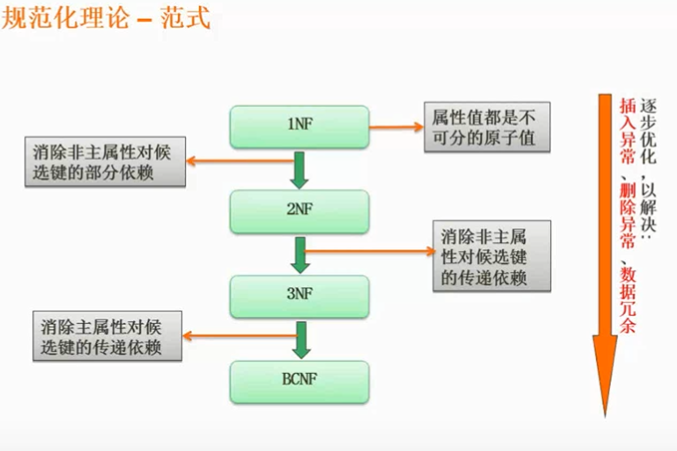 规范化理论 – 范式
1NF
属性值都是不
可分的原子值
消除非主属性对候
选键的部分依赖
2NF
消除非主属
性对候选键
的传递依赖
3NF
消除主属性对候
选键的传递依赖
BCNF
逐步优化,以解决:
插入异常、删除异常、数据冗余